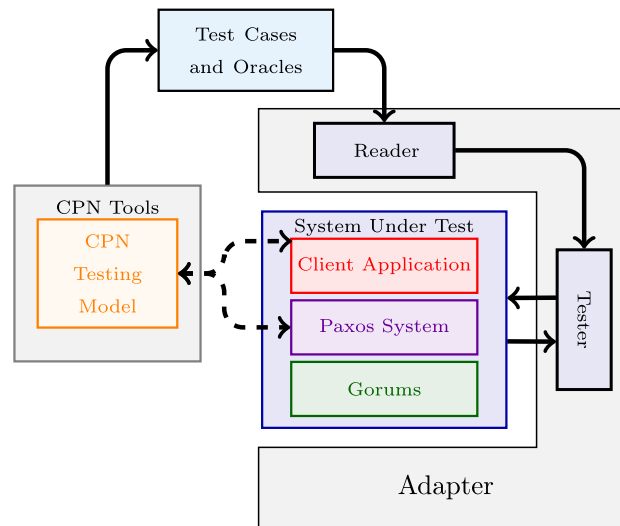 Test Cases
and Oracles
Reader
CPN Tools
CPN
Testing
Model
System Under Test
Client Application
Paxos System
Gorums
Tester
Adapter